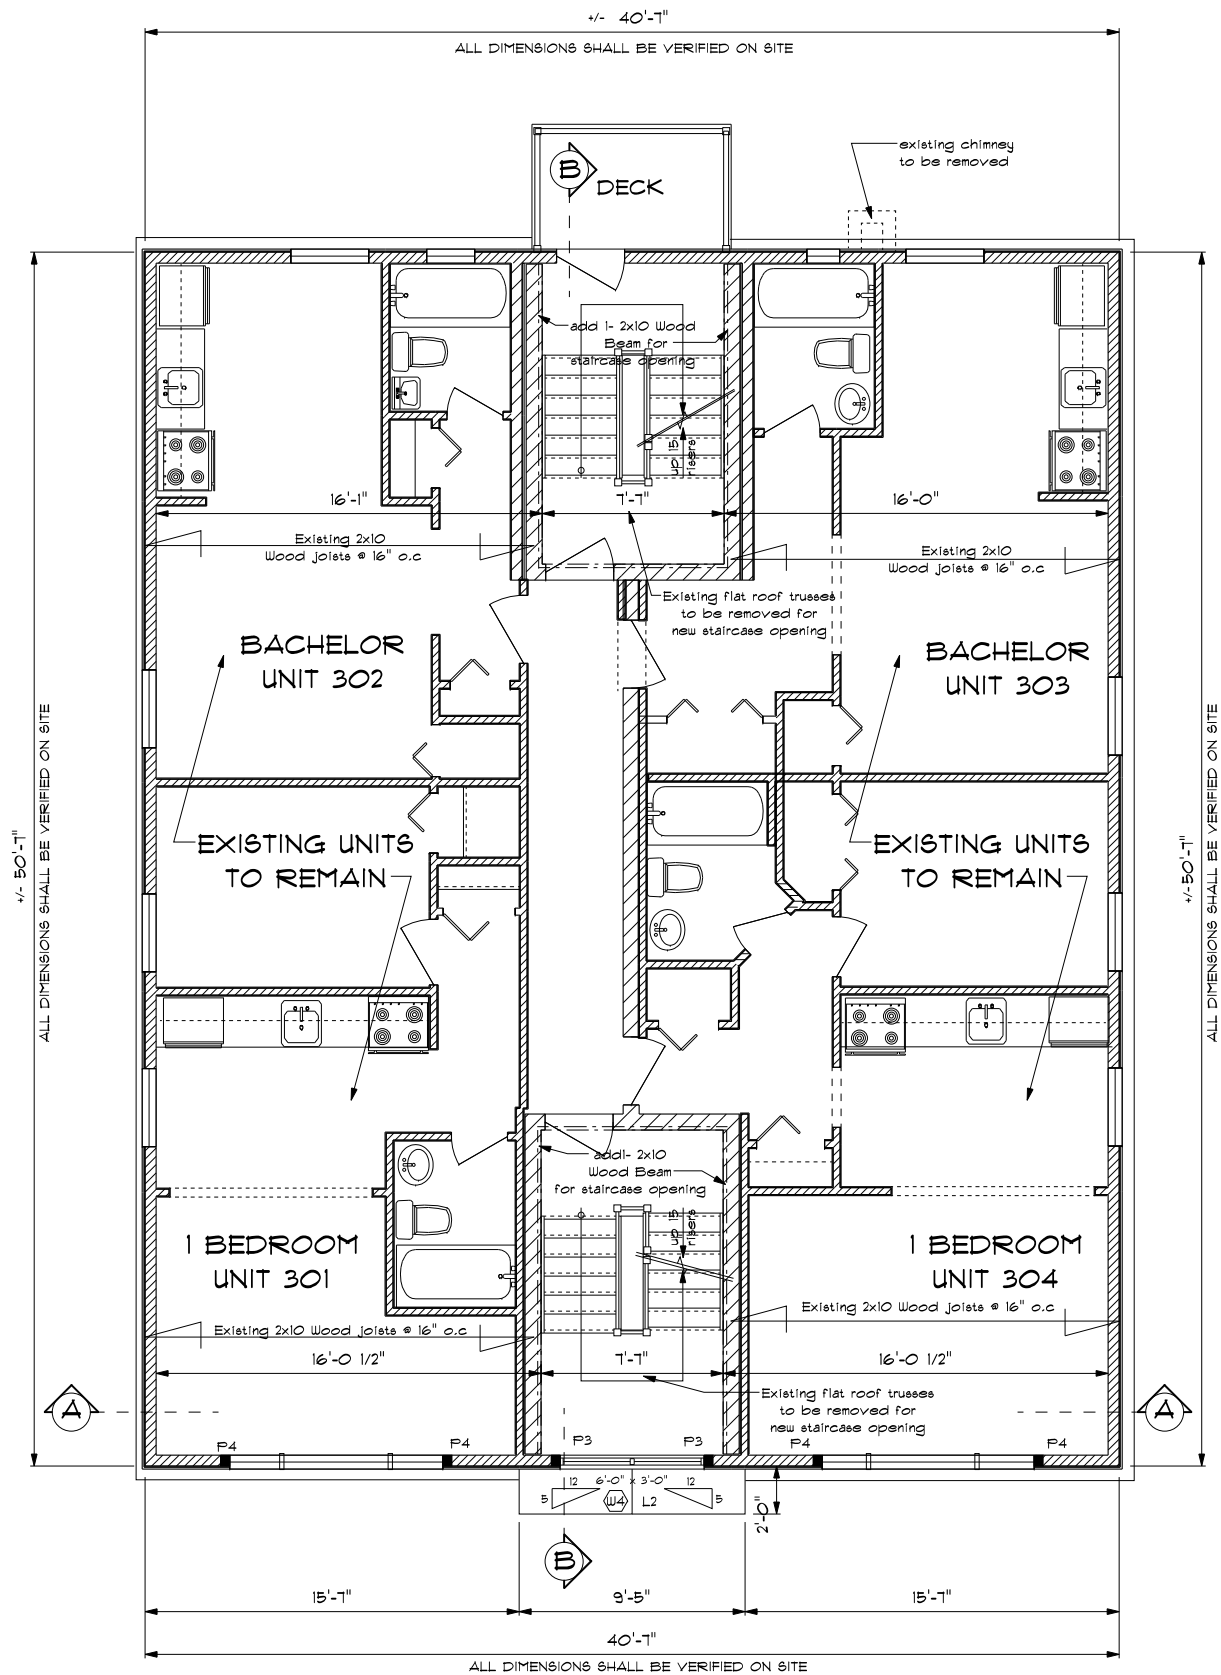 +/- 40'-7"
ALL DIMENSIONS SHALL BE VERIFIED ON SITE
existing chimney
to be removed
B
DECK
add 1- 2x10 Wood
Beam for
staircase opening
up 15
risers
16'-1"
7'-7"
16'-0"
Existing 2x10
Wood joists @ 16" o.c
Existing 2x10
Wood joists @ 16" o.c
Existing flat roof trusses
to be removed for
new staircase opening
BACHELOR
UNIT 302
BACHELOR
UNIT 303
+/- 50'-7"
ALL DIMENSIONS SHALL BE VERIFIED ON SITE
+/-50'-7"
ALL DIMENSIONS SHALL BE VERIFIED ON SITE
EXISTING UNITS
TO REMAIN
EXISTING UNITS
TO REMAIN
add1- 2x10
Wood Beam
for staircase opening
up 15
risers
1 BEDROOM
UNIT 301
1 BEDROOM
UNIT 304
Existing 2x10 Wood joists @ 16" o.c
Existing 2x10 Wood joists @ 16" o.c
16'-0 1/2"
7'-7"
16'-0 1/2"
Existing flat roof trusses
to be removed for
new staircase opening
A
A
P4
P4
P3
P3
P4
P4
12
6'-0" x 3'-0"
12
5
W4
L2
5
2'-0"
B
15'-7"
9'-5"
15'-7"
40'-7"
ALL DIMENSIONS SHALL BE VERIFIED ON SITE